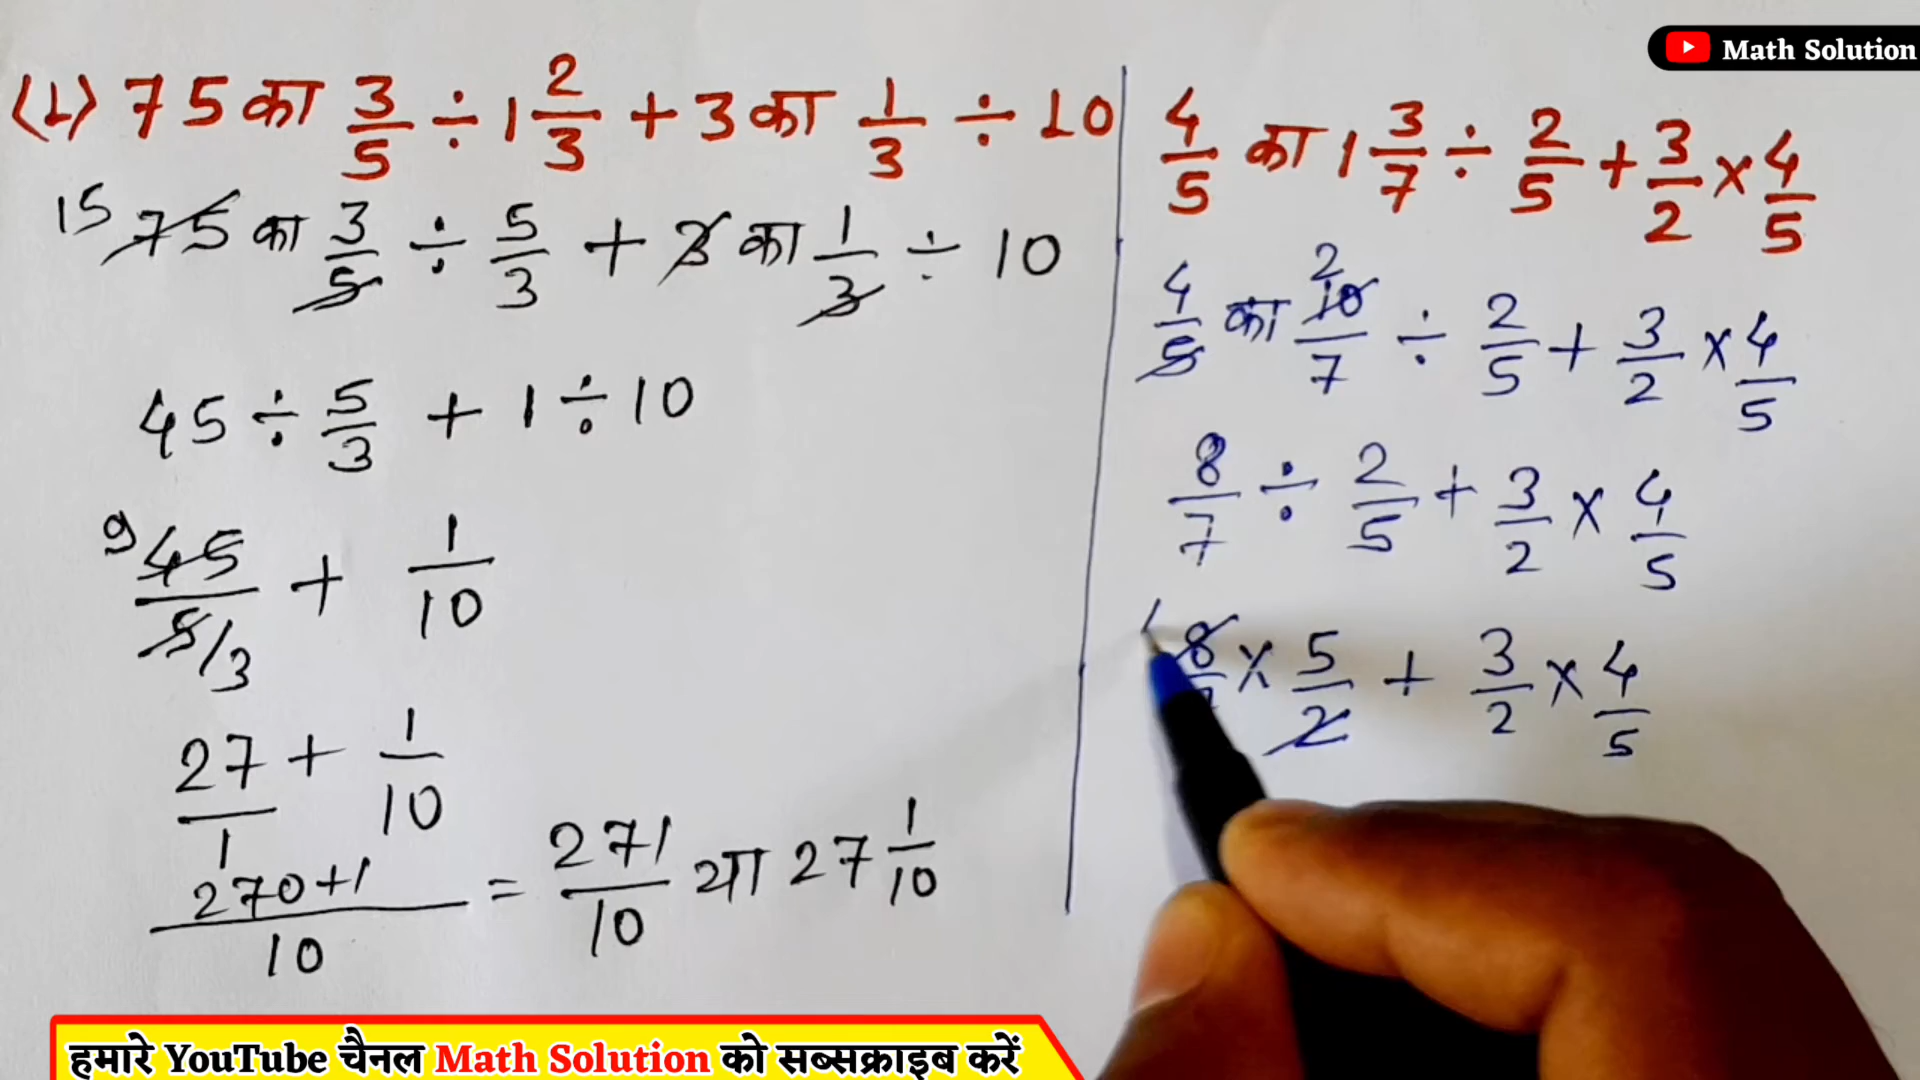 Math Solution
(1) 75 का 3/5 ÷ 1 2/3 + 3 का 1/3 ÷ 10
15 75 का 3/5 ÷ 5/3 + 3 का 1/3 ÷ 10
45 ÷ 5/3 + 1 ÷ 10
9 45/5/3 + 1/10
27/1 + 1/10
270+1/10 = 271/10 या 27 1/10
4/5 का 1 3/7 ÷ 2/5 + 3/2 × 4/5
2
4/5 का 10/7 ÷ 2/5 + 3/2 × 4/5
8/7 ÷ 2/5 + 3/2 × 4/5
8/7 × 5/2 + 3/2 × 4/5
हमारे YouTube चैनल Math Solution को सब्सक्राइब करें